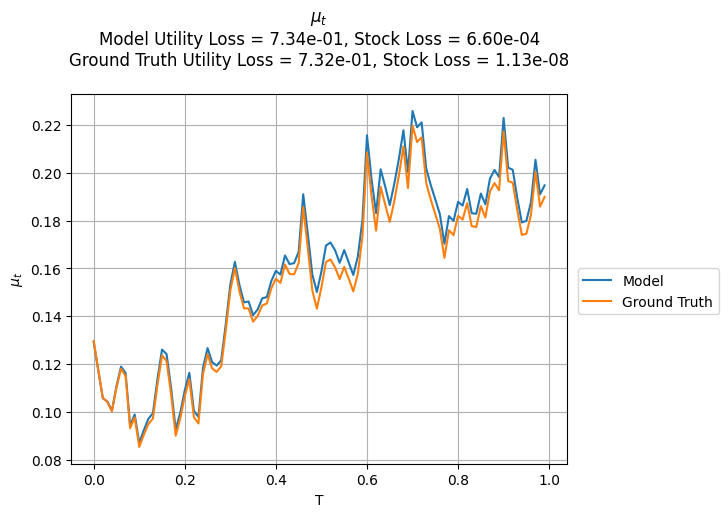 μₜ
Model Utility Loss = 7.34e-01, Stock Loss = 6.60e-04
Ground Truth Utility Loss = 7.32e-01, Stock Loss = 1.13e-08
μₜ
0.22
0.20
0.18
0.16
0.14
0.12
0.10
0.08
0.0
0.2
0.4
0.6
0.8
1.0
T
Model
Ground Truth